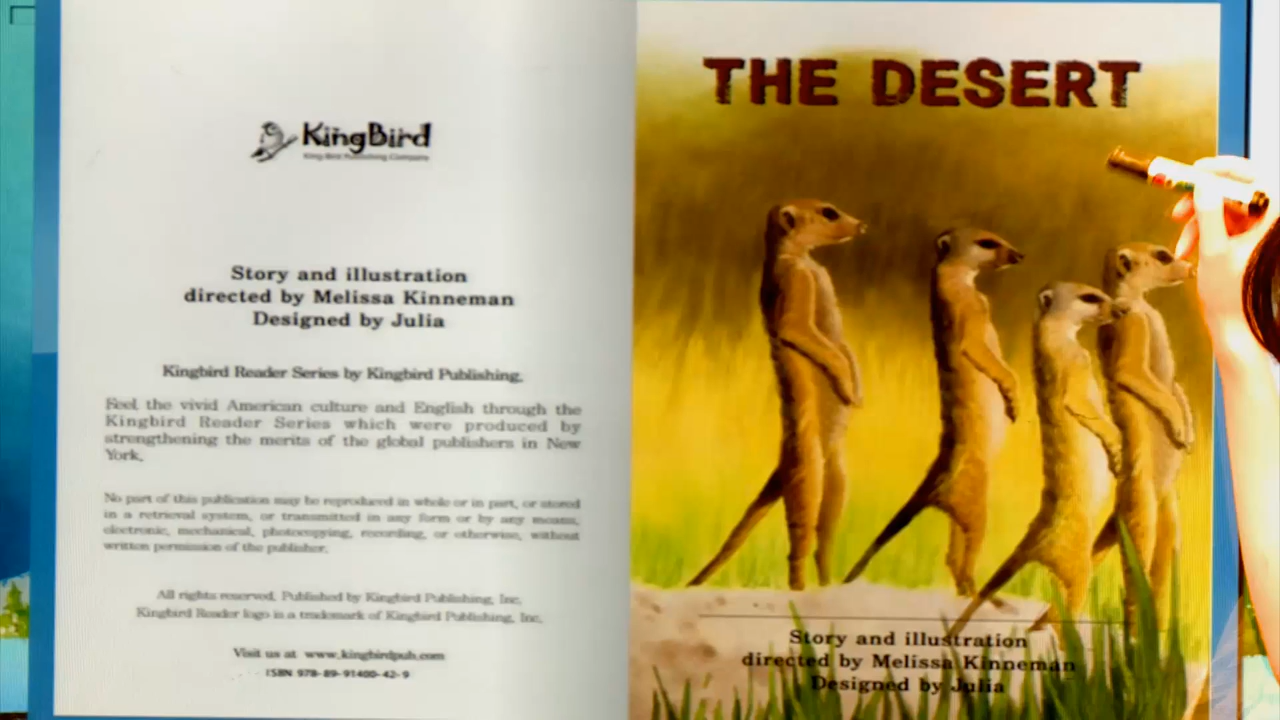 KingBird
King Bird Publishing Company
Story and illustration
directed by Melissa Kinneman
Designed by Julia
Kingbird Reader Series by Kingbird Publishing.
Feel the vivid American culture and English through the
Kingbird Reader Series which were produced by
strengthening the merits of the global publishers in New
York.
No part of this publication may be reproduced in whole or in part, or stored
in a retrieval system, or transmitted in any form or by any means,
electronic, mechanical, photocopying, recording, or otherwise, without
written permission of the publisher.
All rights reserved. Published by Kingbird Publishing, Inc.
Kingbird Reader logo is a trademark of Kingbird Publishing, Inc.
Visit us at www.kingbirdpub.com
ISBN 978-89-91400-42-9
THE DESERT
Story and illustration
directed by Melissa Kinneman
Designed by Julia